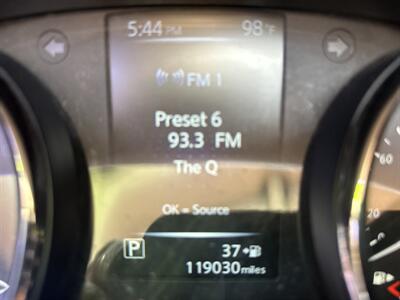 5:44 PM 98°F
FM 1
Preset 6
93.3 FM
The Q
OK = Source
P 37
119030 miles
60
20